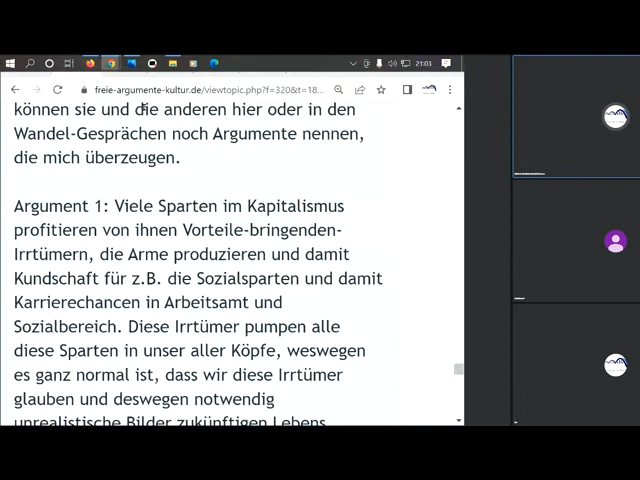 21:03
freie-argumente-kultur.de/viewtopic.php?f=320&t=18...
können sie und die anderen hier oder in den
Wandel-Gesprächen noch Argumente nennen,
die mich überzeugen.
Argument 1: Viele Sparten im Kapitalismus
profitieren von ihnen Vorteile-bringenden-
Irrtümern, die Arme produzieren und damit
Kundschaft für z.B. die Sozialsparten und damit
Karrierechancen in Arbeitsamt und
Sozialbereich. Diese Irrtümer pumpen alle
diese Sparten in unser aller Köpfe, weswegen
es ganz normal ist, dass wir diese Irrtümer
glauben und deswegen notwendig
unrealistische Bilder zukünftigen Lebens